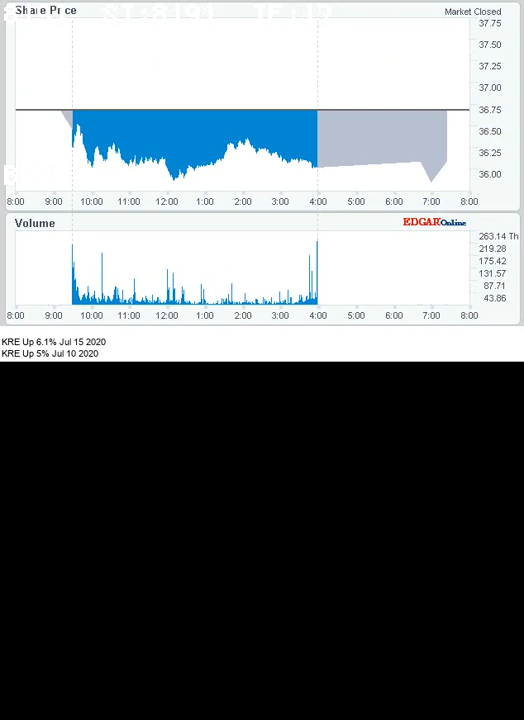 Share Price
Market Closed
37.75
37.50
37.25
37.00
36.75
36.50
36.25
36.00
8:00 9:00 10:00 11:00 12:00 1:00 2:00 3:00 4:00 5:00 6:00 7:00 8:00
Volume
EDGAROnline
263.14 Th
219.28
175.42
131.57
87.71
43.86
8:00 9:00 10:00 11:00 12:00 1:00 2:00 3:00 4:00 5:00 6:00 7:00 8:00
KRE Up 6.1% Jul 15 2020
KRE Up 5% Jul 10 2020